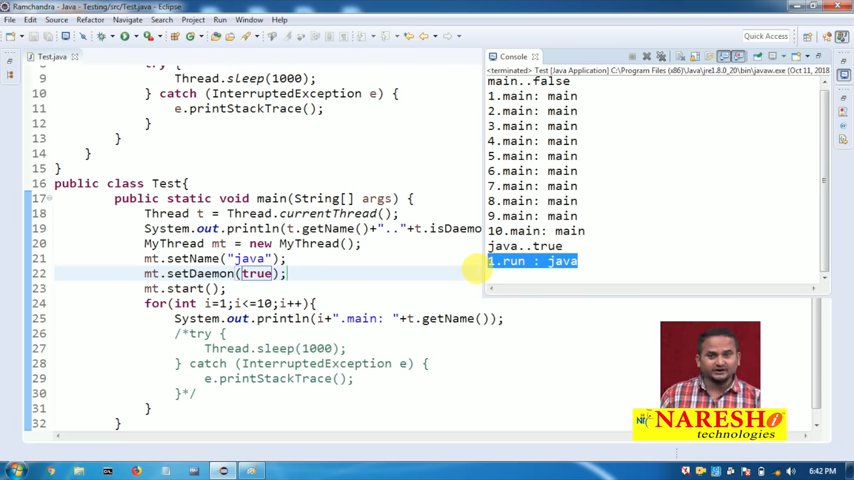 Ramchandra - Java - Testing/src/Test.java - Eclipse
File Edit Source Refactor Navigate Search Project Run Window Help
Quick Access
Test.java
Console
<terminated> Test [Java Application] C:\Program Files (x86)\Java\jre1.8.0_20\bin\javaw.exe (Oct 11, 2018
8 try{
9 Thread.sleep(1000);
10 } catch (InterruptedException e) {
11 e.printStackTrace();
12 }
13 }
14 }
15 }
16 public class Test{
17 public static void main(String[] args) {
18 Thread t = Thread.currentThread();
19 System.out.println(t.getName()+".."+t.isDaemo
20 MyThread mt = new MyThread();
21 mt.setName("java");
22 mt.setDaemon(true);
23 mt.start();
24 for(int i=1;i<=10;i++){
25 System.out.println(i+".main: "+t.getName());
26 /*try {
27 Thread.sleep(1000);
28 } catch (InterruptedException e) {
29 e.printStackTrace();
30 }*/
31 }
32 }
main..false
1.main: main
2.main: main
3.main: main
4.main: main
5.main: main
6.main: main
7.main: main
8.main: main
9.main: main
10.main: main
java..true
1.run : java
NARESH i
technologies
6:42 PM